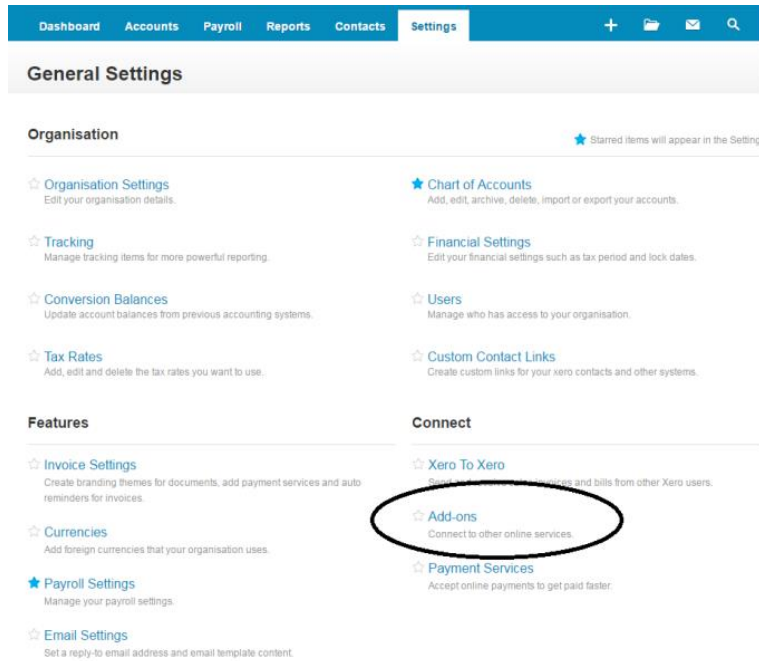 Dashboard Accounts Payroll Reports Contacts Settings
General Settings
Organisation
Starred items will appear in the Setting
Organisation Settings
Edit your organisation details.
Chart of Accounts
Add, edit, archive, delete, import or export your accounts.
Tracking
Manage tracking items for more powerful reporting.
Financial Settings
Edit your financial settings such as tax period and lock dates.
Conversion Balances
Update account balances from previous accounting systems.
Users
Manage who has access to your organisation.
Tax Rates
Add, edit and delete the tax rates you want to use.
Custom Contact Links
Create custom links for your xero contacts and other systems.
Features
Invoice Settings
Create branding themes for documents, add payment services and auto
reminders for invoices.
Currencies
Add foreign currencies that your organisation uses.
Payroll Settings
Manage your payroll settings.
Email Settings
Set a reply-to email address and email template content.
Connect
Xero To Xero
invoices and bills from other Xero users.
Add-ons
Connect to other online services.
Payment Services
Accept online payments to get paid faster.